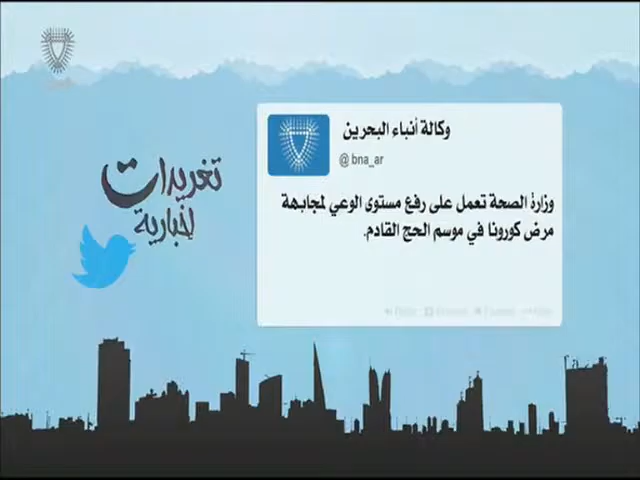 تغريدات
إخبارية
وكالة أنباء البحرين
@bna_ar
وزارة الصحة تعمل على رفع مستوى الوعي لمجابهة
مرض كورونا في موسم الحج القادم.